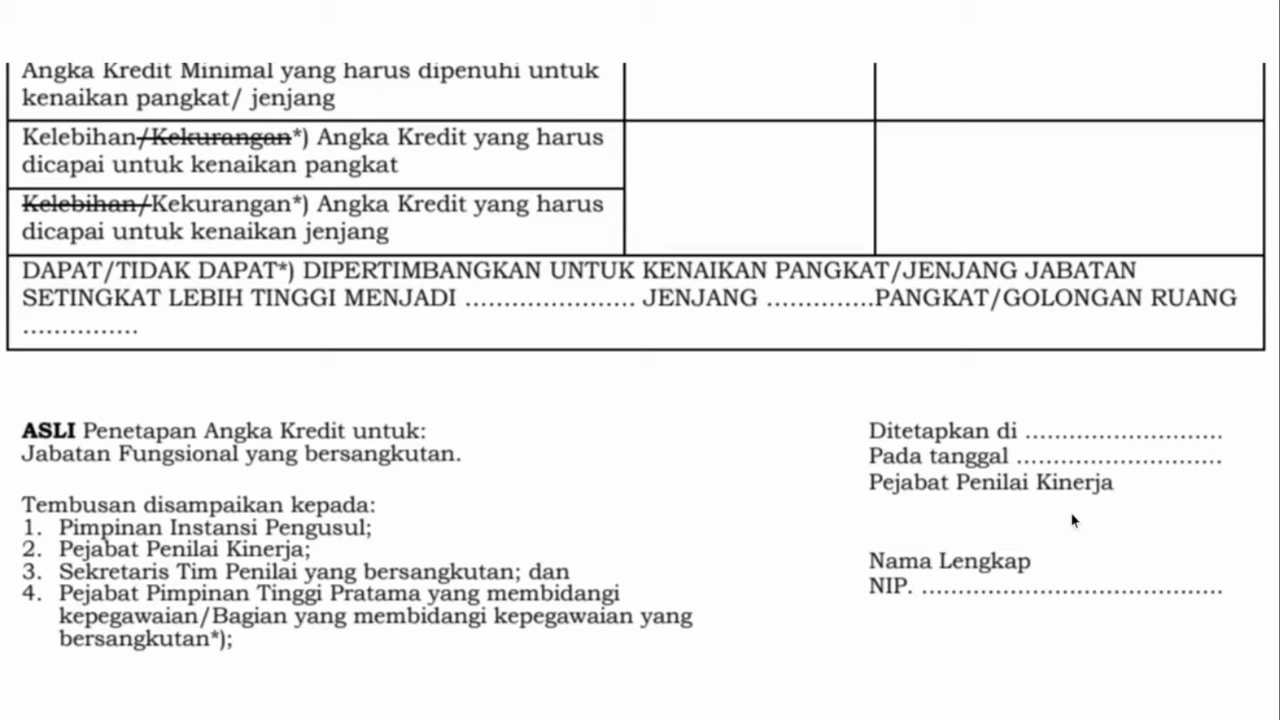 Angka Kredit Minimal yang harus dipenuhi untuk
kenaikan pangkat/ jenjang
Kelebihan/Kekurangan*) Angka Kredit yang harus
dicapai untuk kenaikan pangkat
Kelebihan/Kekurangan*) Angka Kredit yang harus
dicapai untuk kenaikan jenjang
DAPAT/TIDAK DAPAT*) DIPERTIMBANGKAN UNTUK KENAIKAN PANGKAT/JENJANG JABATAN
SETINGKAT LEBIH TINGGI MENJADI ...................... JENJANG ..............PANGKAT/GOLONGAN RUANG
...............
ASLI Penetapan Angka Kredit untuk:
Jabatan Fungsional yang bersangkutan.
Tembusan disampaikan kepada:
1. Pimpinan Instansi Pengusul;
2. Pejabat Penilai Kinerja;
3. Sekretaris Tim Penilai yang bersangkutan; dan
4. Pejabat Pimpinan Tinggi Pratama yang membidangi
kepegawaian/Bagian yang membidangi kepegawaian yang
bersangkutan*);
Ditetapkan di ..........................
Pada tanggal ...........................
Pejabat Penilai Kinerja
Nama Lengkap
NIP. .......................................